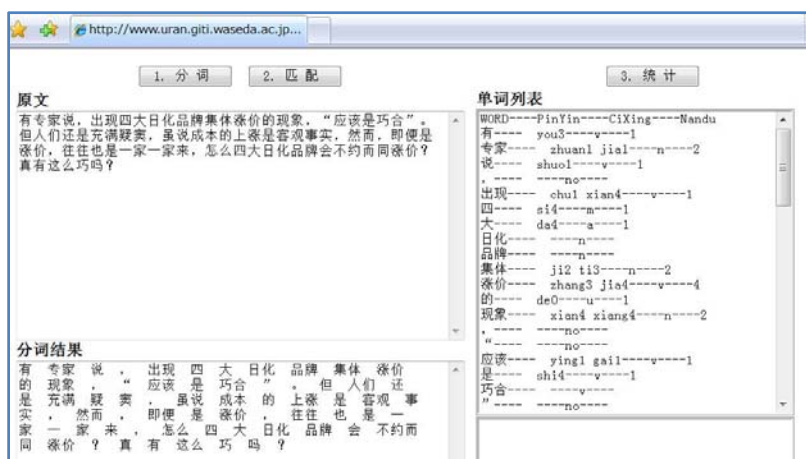 http://www.uran.giti.waseda.ac.jp...
1. 分 词
2. 匹 配
3. 统 计
原文
有专家说，出现四大日化品牌集体涨价的现象，“应该是巧合”。
但人们还是充满疑窦，虽说成本的上涨是客观事实，然而，即便是
涨价，往往也是一家一家来，怎么四大日化品牌会不约而同涨价？
真有这么巧吗？
分词结果
有 专家 说 ， 出现 四 大 日化 品牌 集体 涨价
的 现象 ， “ 应该 是 巧合 ” 。 但 人们 还
是 充满 疑 窦 ， 虽说 成本 的 上涨 是 客观 事
实 ， 然而 ， 即便 是 涨价 ， 往往 也 是 一
家 一 家 来 ， 怎么 四 大 日化 品牌 会 不约而
同 涨价 ？ 真 有 这么 巧 吗 ？
单词列表
WORD----PinYin----CiXing----Nandu
有---- you3----v----1
专家---- zhuan1 jia1----n----2
说---- shuo1----v----1
，---- ----no----
出现---- chu1 xian4----v----1
四---- si4----m----1
大---- da4----a----1
日化---- ----n----
品牌---- ----n----
集体---- ji2 ti3----n----2
涨价---- zhang3 jia4----v----4
的---- de0----u----1
现象---- xian4 xiang4----n----2
，---- ----no----
“---- ----no----
应该---- ying1 gai1----v----1
是---- shi4----v----1
巧合---- ----v----
”---- ----no----